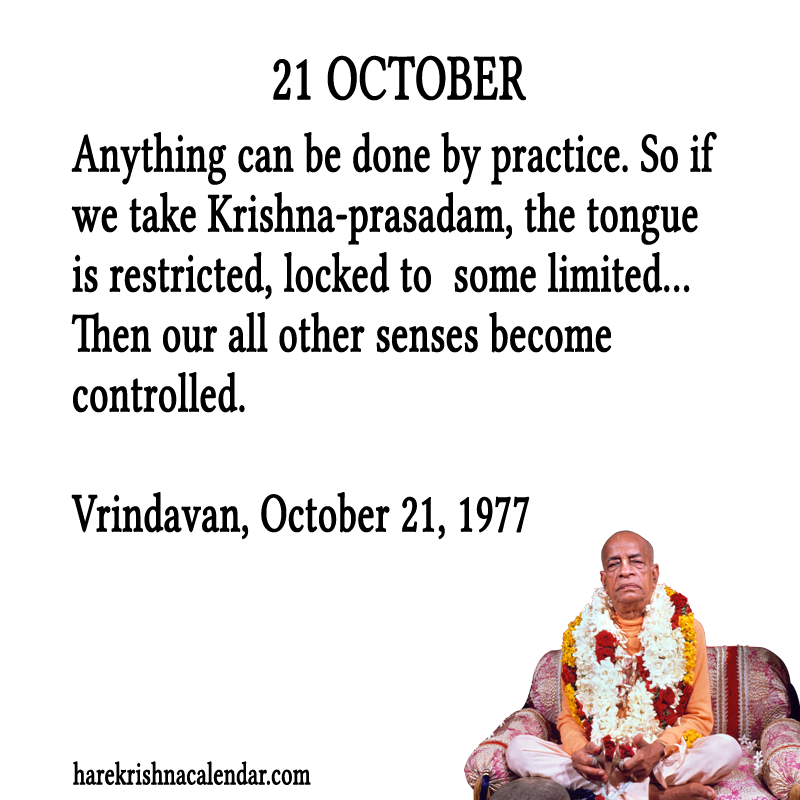 21 OCTOBER
Anything can be done by practice. So if
we take Krishna-prasadam, the tongue
is restricted, locked to  some limited...
Then our all other senses become
controlled.
Vrindavan, October 21, 1977
harekrishnacalendar.com